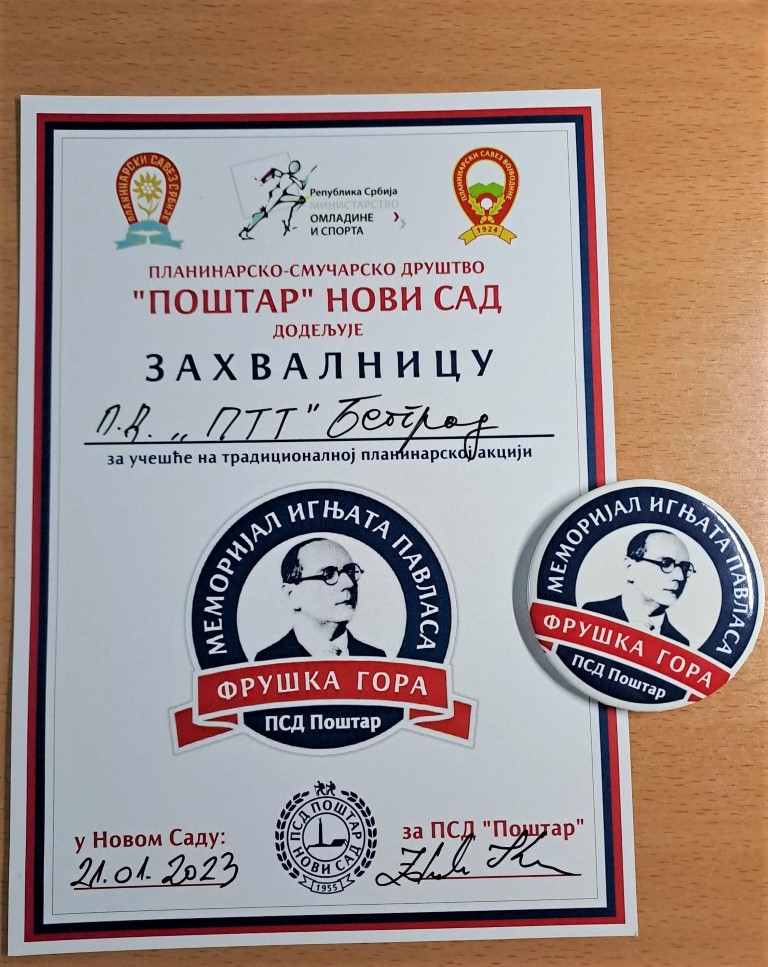 ПЛАНИНАРСКИ САВЕЗ СРБИЈЕ
Република Србија
МИНИСТАРСТВО
ОМЛАДИНЕ
И СПОРТА
ПЛАНИНАРСКИ САВЕЗ ВОЈВОДИНЕ
1924
ПЛАНИНАРСКО-СМУЧАРСКО ДРУШТВО
"ПОШТАР" НОВИ САД
ДОДЕЉУЈЕ
ЗАХВАЛНИЦУ
П.Д. „ПТТ" Београд
за учешће на традиционалној планинарској акцији
МЕМОРИЈАЛ ИГЊАТА ПАВЛАСА
ФРУШКА ГОРА
ПСД Поштар
МЕМОРИЈАЛ ИГЊАТА ПАВЛАСА
ФРУШКА ГОРА
ПСД Поштар
ПСД ПОШТАР
НОВИ САД
1955
у Новом Саду:
21.01.2023
за ПСД "Поштар"